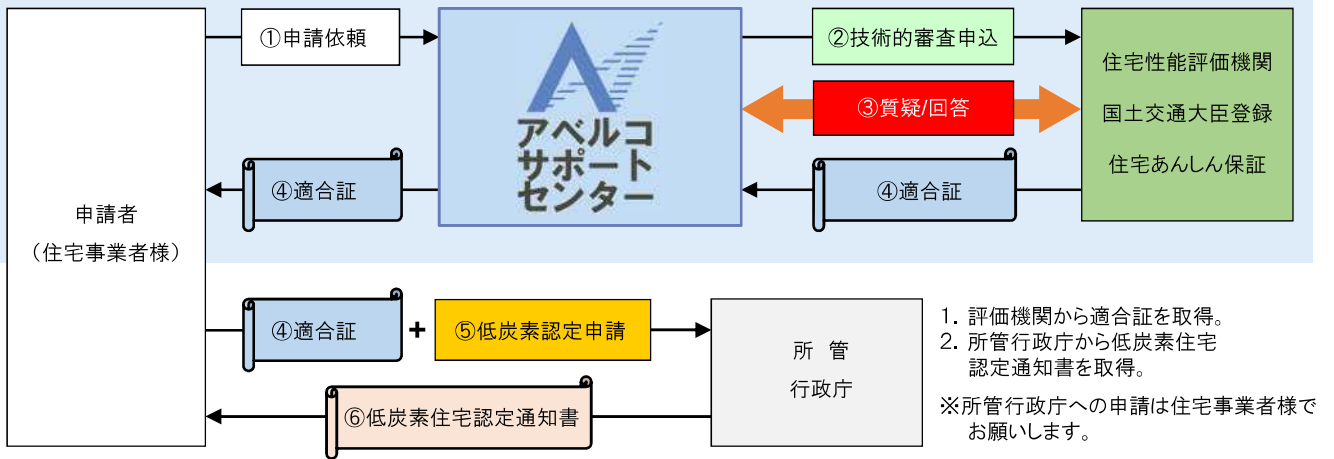 ①申請依頼
アベルコ
サポート
センター
②技術的審査申込
③質疑/回答
住宅性能評価機関
国土交通大臣登録
住宅あんしん保証
④適合証
④適合証
申請者
（住宅事業者様）
④適合証
+
⑤低炭素認定申請
所 管
行政庁
⑥低炭素住宅認定通知書
1. 評価機関から適合証を取得。
2. 所管行政庁から低炭素住宅
認定通知書を取得。
※所管行政庁への申請は住宅事業者様で
お願いします。